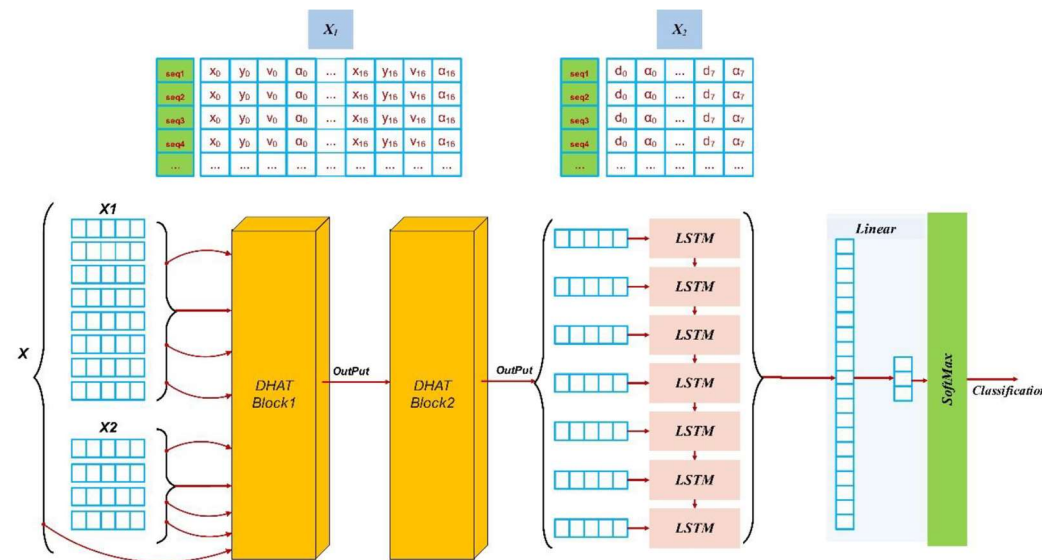 X₁ X₂
seq1 x₀ y₀ v₀ α₀ ... x₁₆ y₁₆ v₁₆ α₁₆ seq1 d₀ α₀ ... d₇ α₇
seq2 x₀ y₀ v₀ α₀ ... x₁₆ y₁₆ v₁₆ α₁₆ seq2 d₀ α₀ ... d₇ α₇
seq3 x₀ y₀ v₀ α₀ ... x₁₆ y₁₆ v₁₆ α₁₆ seq3 d₀ α₀ ... d₇ α₇
seq4 x₀ y₀ v₀ α₀ ... x₁₆ y₁₆ v₁₆ α₁₆ seq4 d₀ α₀ ... d₇ α₇
... ... ... ... ... ... ... ... ... ... ... ... ... ... ... ...
X
X1
X2
DHAT
Block1
OutPut
DHAT
Block2
OutPut
LSTM
LSTM
LSTM
LSTM
LSTM
LSTM
LSTM
Linear
SoftMax
Classification